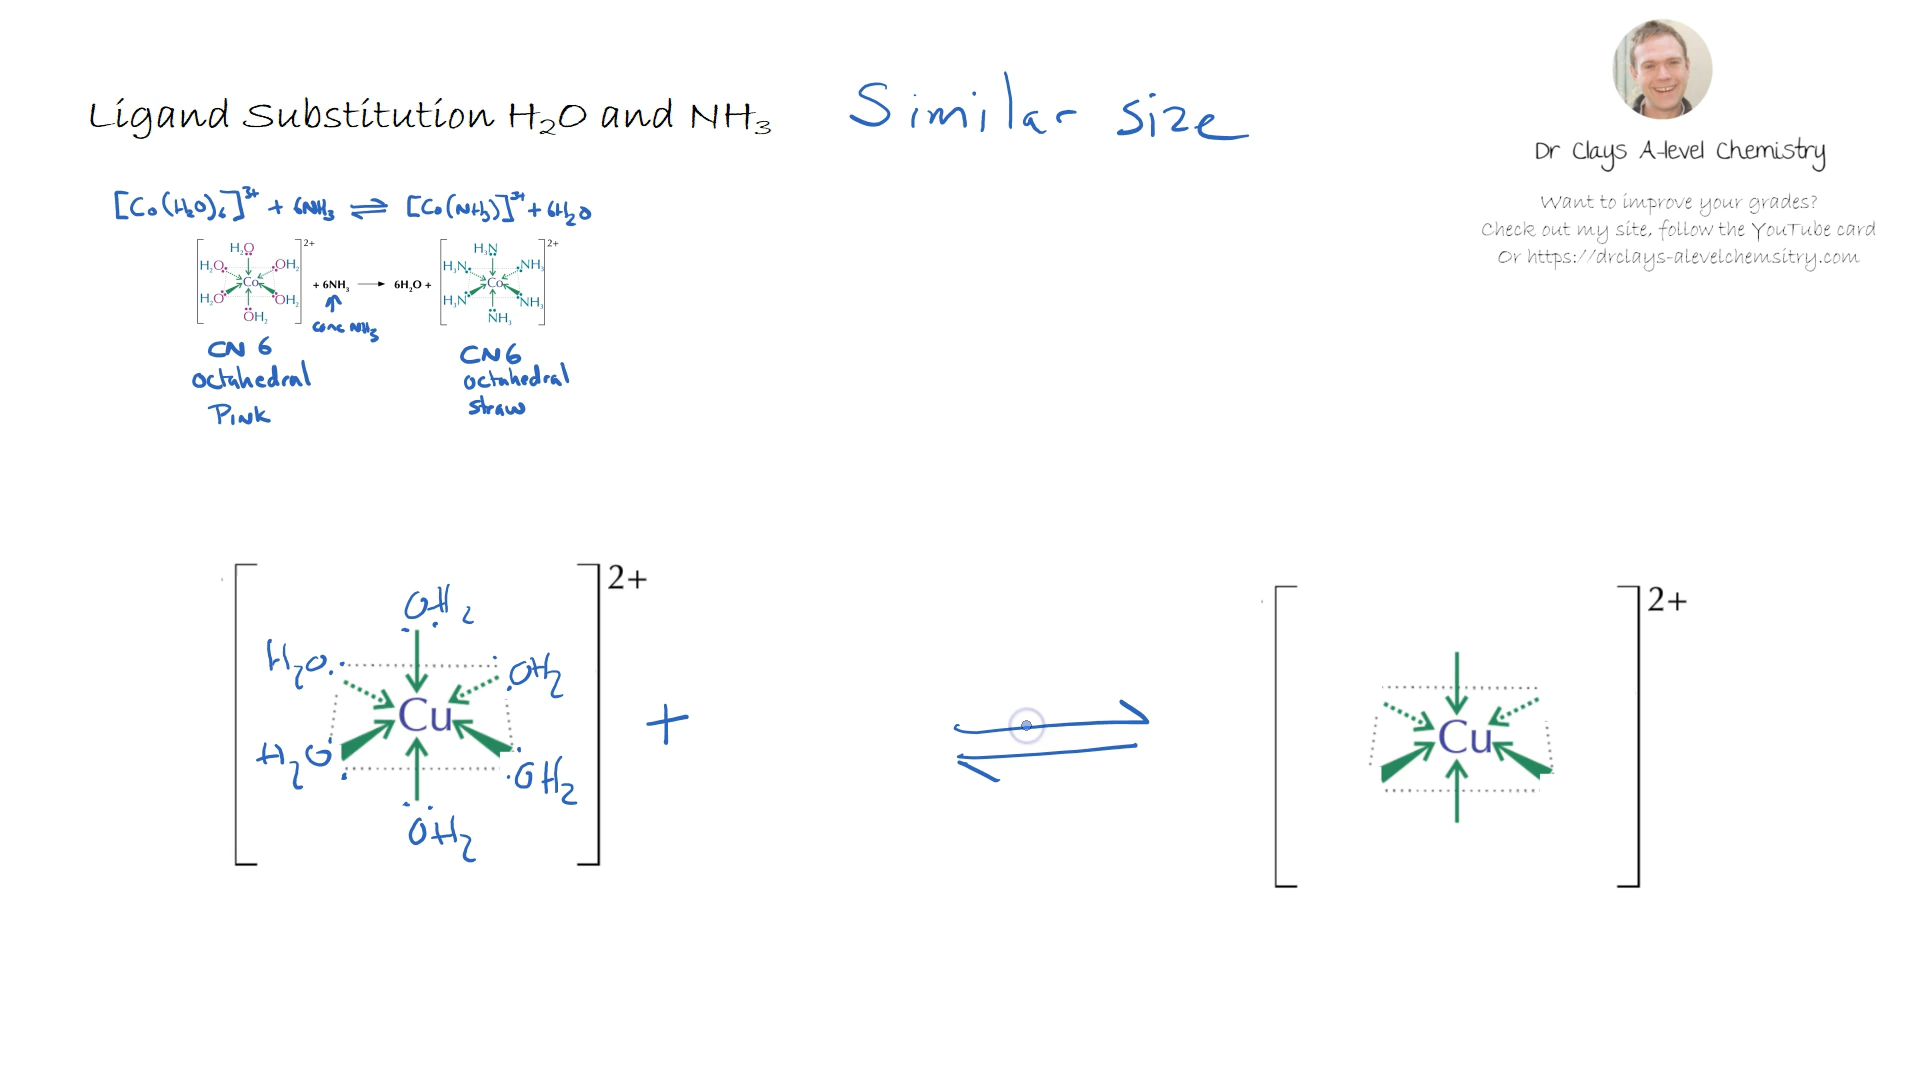 Ligand Substitution H₂O and NH₃
Similar size
Dr Clays A-level Chemistry
Want to improve your grades?
Check out my site, follow the YouTube card
Or https://drclays-alevelchemsitry.com
[Co(H₂O)₆]³⁺ + 6NH₃ ⇌ [Co(NH₃)]³⁺ + 6H₂O
H₂O
H₂O OH₂
Co
H₂O OH₂
OH₂
2+
+ 6NH₃ → 6H₂O +
conc NH₃
H₃N
H₃N NH₃
Co
H₃N NH₃
NH₃
2+
CN 6
octahedral
Pink
CN 6
octahedral
straw
OH₂
H₂O OH₂
Cu
H₂O OH₂
OH₂
2+
+ ⇌
Cu
2+